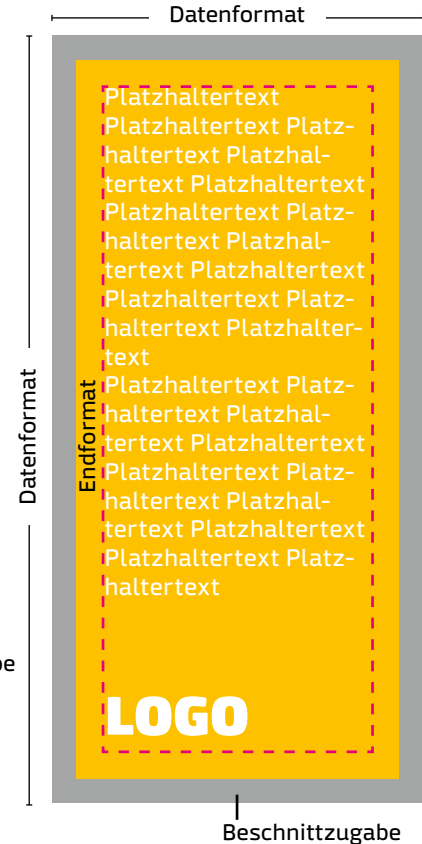 Datenformat
Platzhaltertext
Platzhaltertext Platz-
haltertext Platzhal-
tertext Platzhaltertext
Platzhaltertext Platz-
haltertext Platzhal-
tertext Platzhaltertext
Platzhaltertext Platz-
haltertext Platzhalter-
text
Platzhaltertext Platz-
haltertext Platzhal-
tertext Platzhaltertext
Platzhaltertext Platz-
haltertext Platzhal-
tertext Platzhaltertext
Platzhaltertext Platz-
haltertext
Datenformat
Endformat
LOGO
Beschnittzugabe